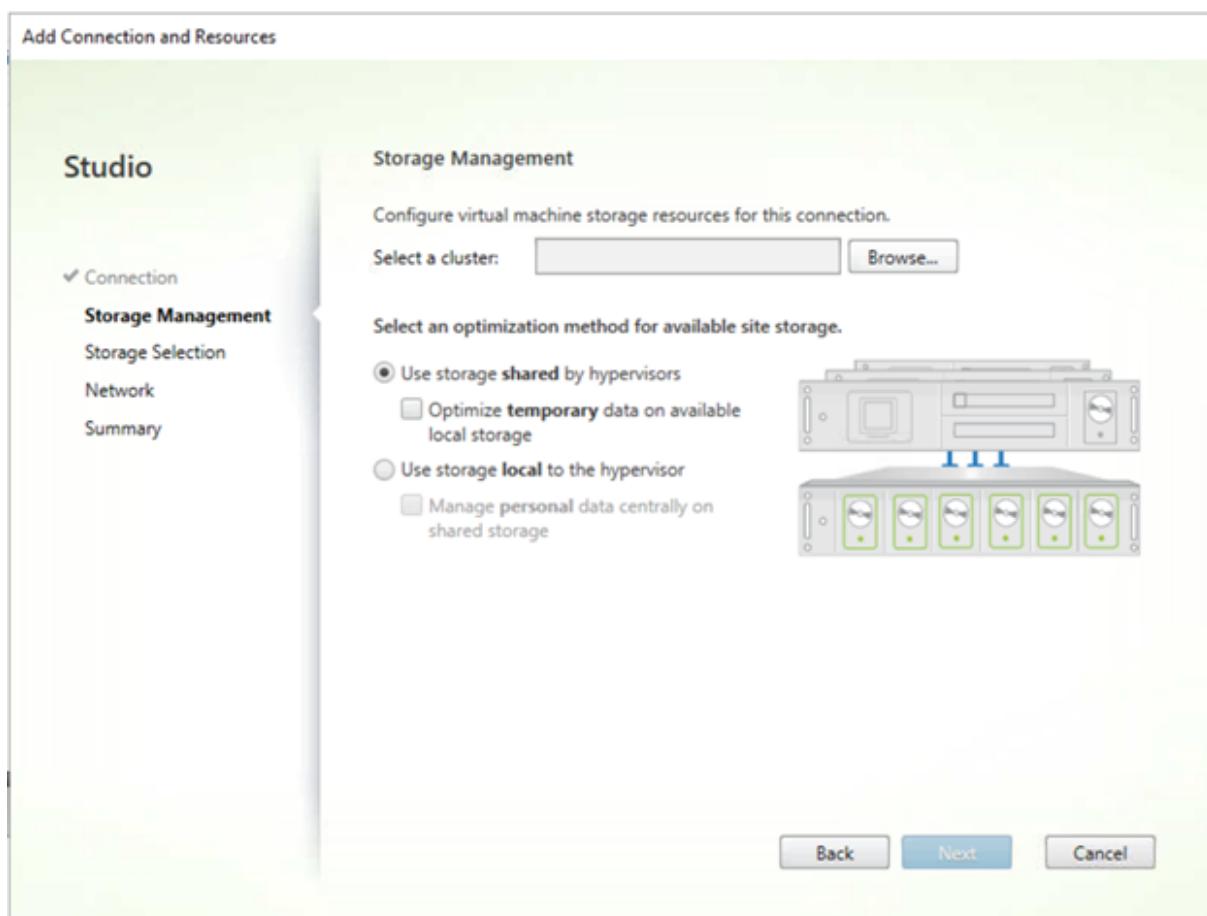 Add Connection and Resources
Studio
Connection
Storage Management
Storage Selection
Network
Summary
Storage Management
Configure virtual machine storage resources for this connection.
Select a cluster:
Browse...
Select an optimization method for available site storage.
Use storage shared by hypervisors
Optimize temporary data on available
local storage
Use storage local to the hypervisor
Manage personal data centrally on
shared storage
Back
Next
Cancel